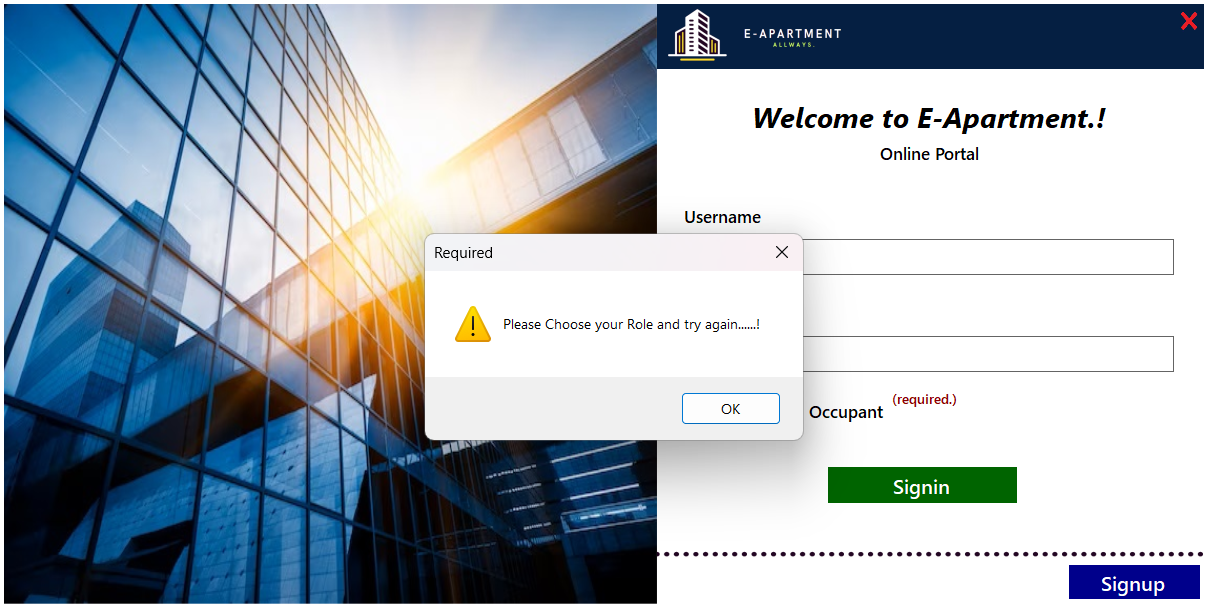 E-APARTMENT
ALLWAYS.
Welcome to E-Apartment.!
Online Portal
Username
Required
Please Choose your Role and try again......!
OK
Occupant (required.)
Signin
Signup